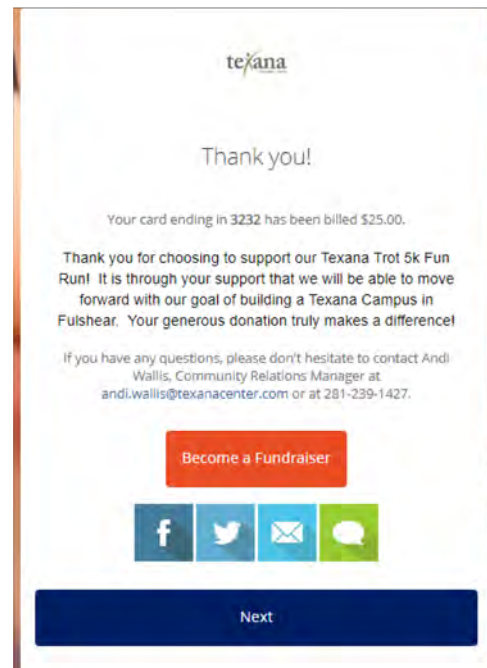 texana
Thank you!
Your card ending in 3232 has been billed $25.00.
Thank you for choosing to support our Texana Trot 5k Fun
Run! It is through your support that we will be able to move
forward with our goal of building a Texana Campus in
Fulshear. Your generous donation truly makes a difference!
If you have any questions, please don't hesitate to contact Andi
Wallis, Community Relations Manager at
andi.wallis@texanacenter.com or at 281-239-1427.
Become a Fundraiser
f
Next